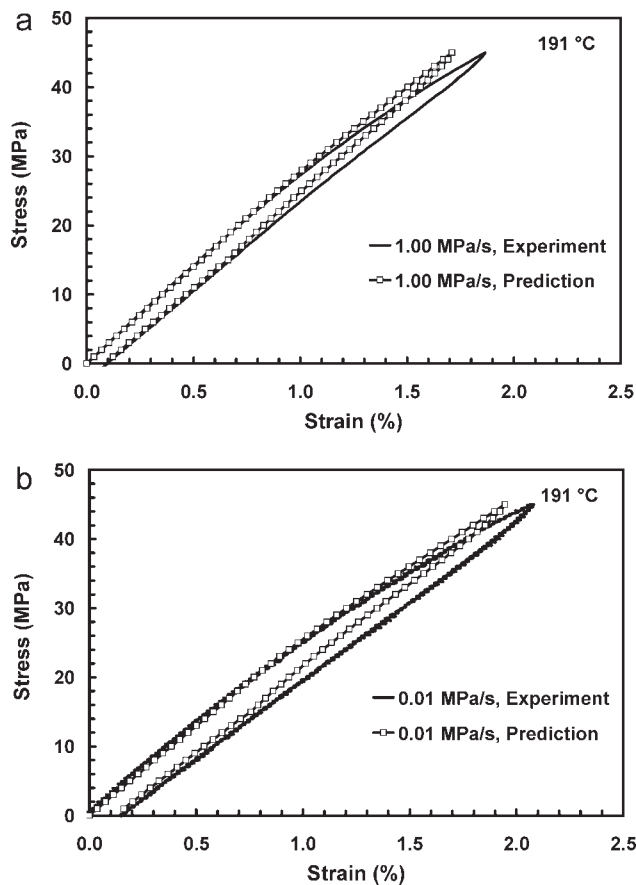 a
191 °C
50
40
30
20
10
0
Stress (MPa)
1.00 MPa/s, Experiment
1.00 MPa/s, Prediction
0.0 0.5 1.0 1.5 2.0 2.5
Strain (%)
b
191 °C
50
40
30
20
10
0
Stress (MPa)
0.01 MPa/s, Experiment
0.01 MPa/s, Prediction
0.0 0.5 1.0 1.5 2.0 2.5
Strain (%)